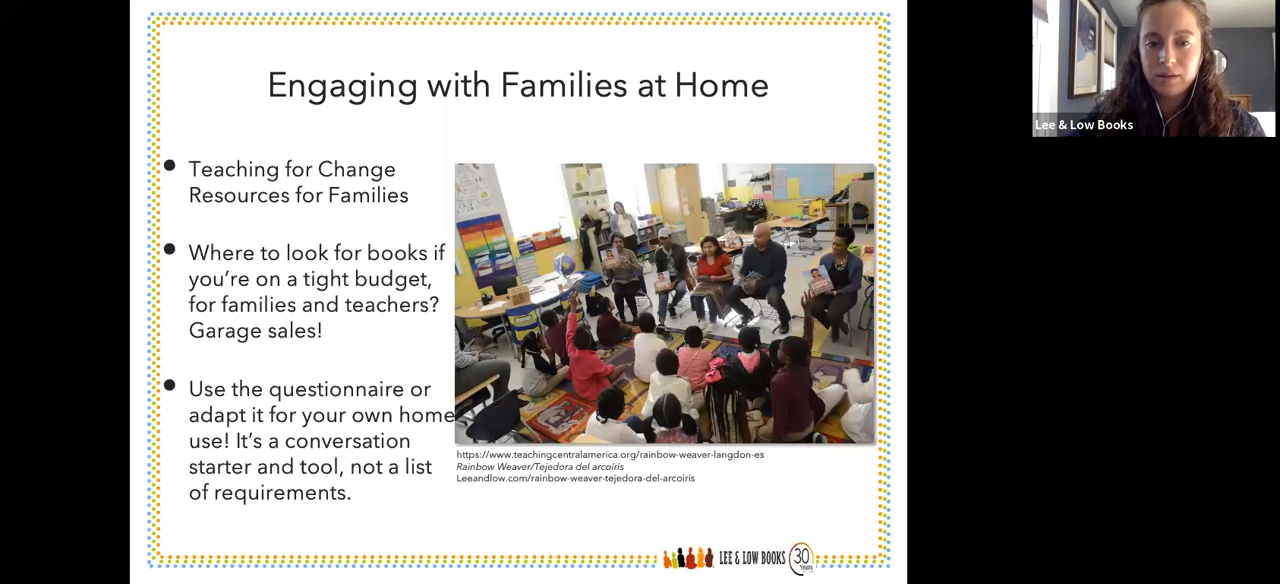 Engaging with Families at Home
Teaching for Change
Resources for Families
Where to look for books if
you're on a tight budget,
for families and teachers?
Garage sales!
Use the questionnaire or
adapt it for your own home
use! It's a conversation
starter and tool, not a list
of requirements.
https://www.teachingcentralamerica.org/rainbow-weaver-langdon-es
Rainbow Weaver/Tejedora del arcoíris
Leeandlow.com/rainbow-weaver-tejedora-del-arcoiris
LEE & LOW BOOKS
30
Years
Lee & Low Books